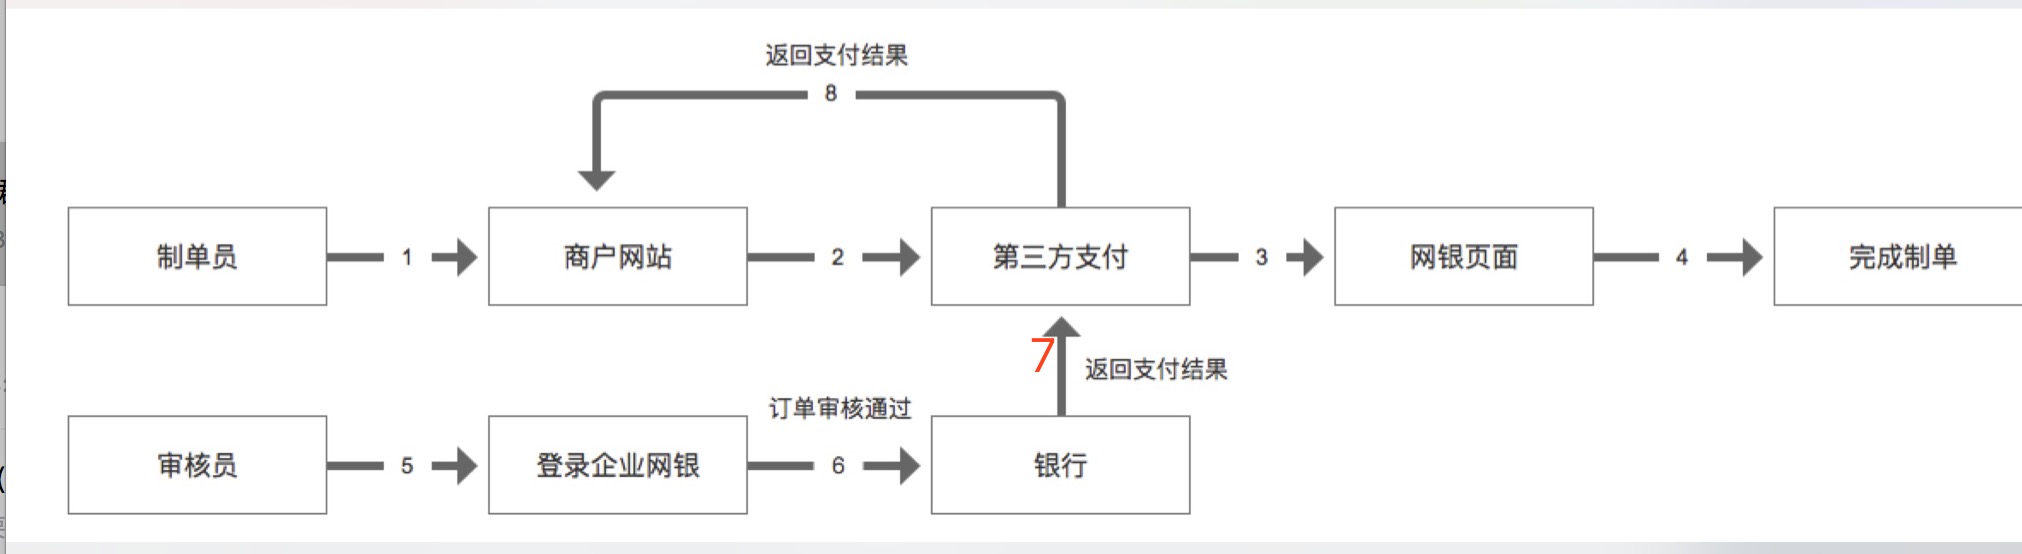 返回支付结果
8
制单员
1
商户网站
2
第三方支付
3
网银页面
4
完成制单
7
返回支付结果
订单审核通过
审核员
5
登录企业网银
6
银行